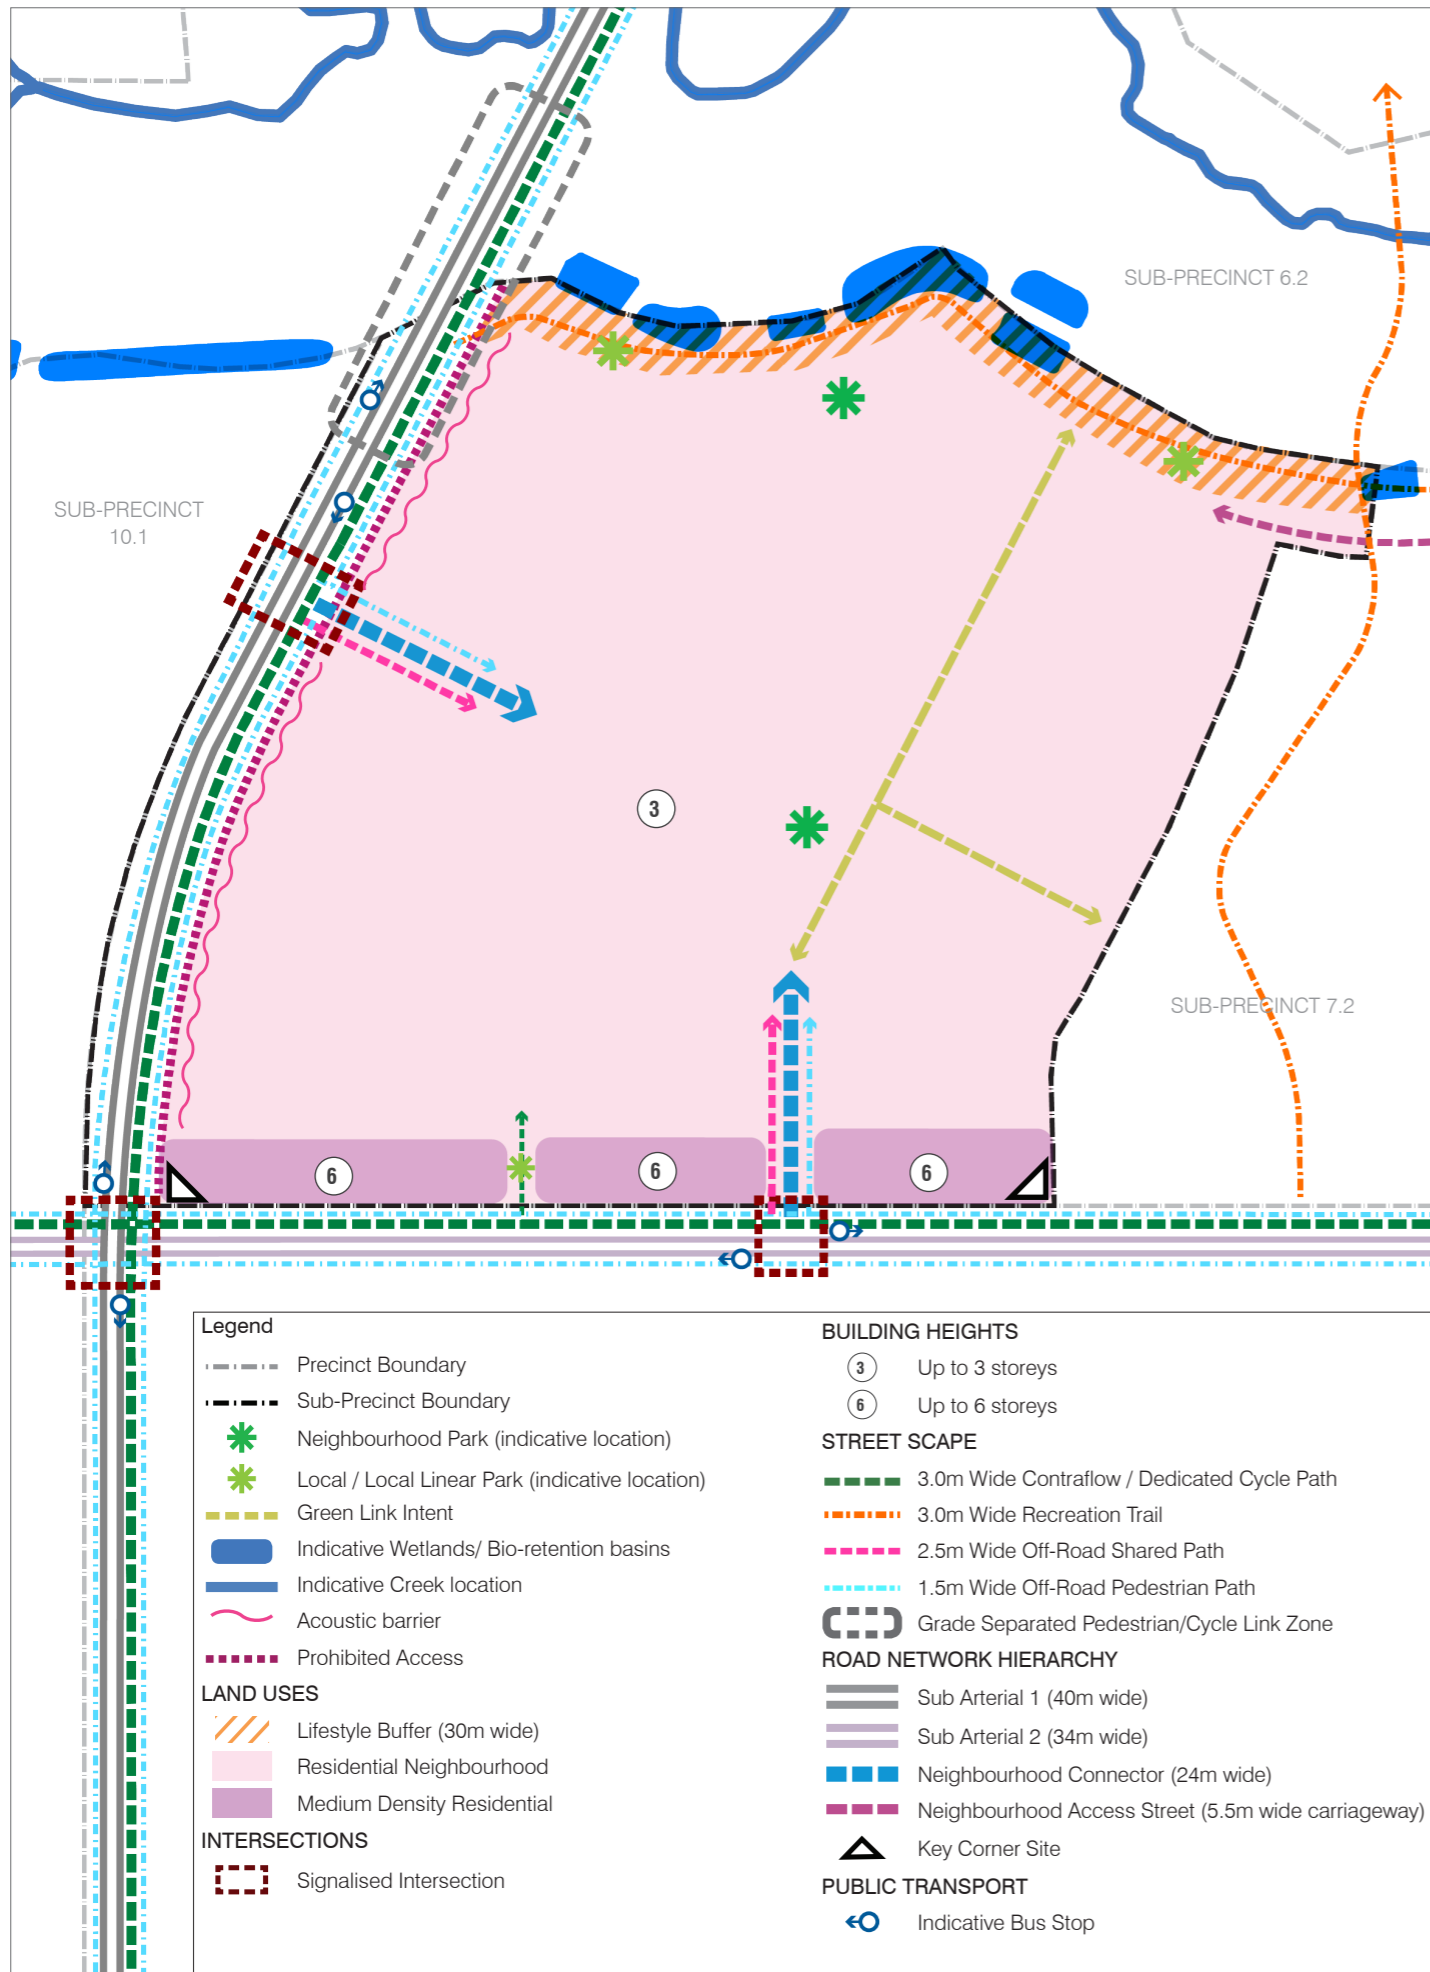 SUB-PRECINCT 6.2
SUB-PRECINCT
10.1
3
SUB-PRECINCT 7.2
6
6
6
Legend
Precinct Boundary
Sub-Precinct Boundary
Neighbourhood Park (indicative location)
Local / Local Linear Park (indicative location)
Green Link Intent
Indicative Wetlands/ Bio-retention basins
Indicative Creek location
Acoustic barrier
Prohibited Access
LAND USES
Lifestyle Buffer (30m wide)
Residential Neighbourhood
Medium Density Residential
INTERSECTIONS
Signalised Intersection
BUILDING HEIGHTS
3 Up to 3 storeys
6 Up to 6 storeys
STREET SCAPE
3.0m Wide Contraflow / Dedicated Cycle Path
3.0m Wide Recreation Trail
2.5m Wide Off-Road Shared Path
1.5m Wide Off-Road Pedestrian Path
Grade Separated Pedestrian/Cycle Link Zone
ROAD NETWORK HIERARCHY
Sub Arterial 1 (40m wide)
Sub Arterial 2 (34m wide)
Neighbourhood Connector (24m wide)
Neighbourhood Access Street (5.5m wide carriageway)
Key Corner Site
PUBLIC TRANSPORT
Indicative Bus Stop